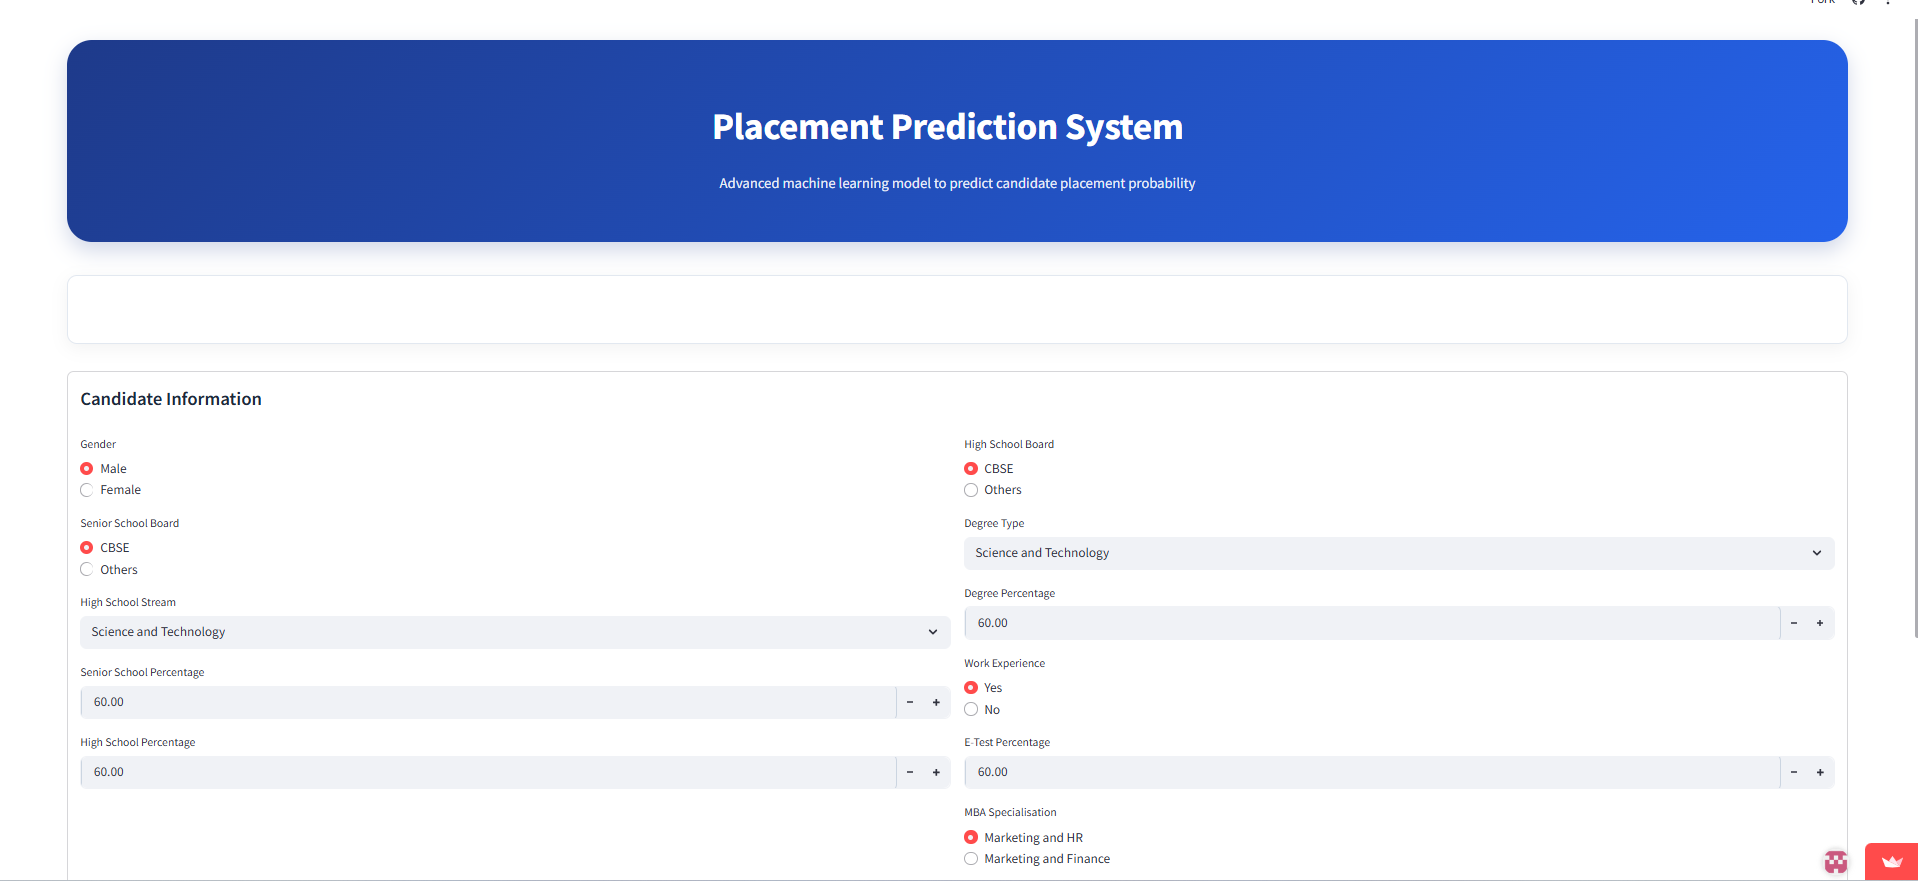 Placement Prediction System
Advanced machine learning model to predict candidate placement probability
Candidate Information
Gender
Male
Female
Senior School Board
CBSE
Others
High School Stream
Science and Technology
Senior School Percentage
60.00
High School Percentage
60.00
High School Board
CBSE
Others
Degree Type
Science and Technology
Degree Percentage
60.00
Work Experience
Yes
No
E-Test Percentage
60.00
MBA Specialisation
Marketing and HR
Marketing and Finance